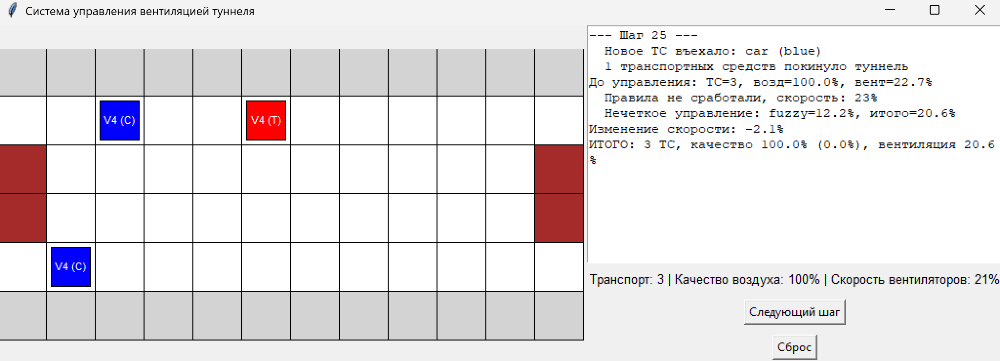 Система управления вентиляцией туннеля
--- Шаг 25 ---
Новое ТС въехало: car (blue)
1 транспортных средств покинуло туннель
До управления: ТС=3, возд=100.0%, вент=22.7%
Правила не сработали, скорость: 23%
Нечеткое управление: fuzzy=12.2%, итого=20.6%
Изменение скорости: -2.1%
ИТОГО: 3 ТС, качество 100.0% (0.0%), вентиляция 20.6
%
V4 (C)
V4 (T)
V4 (C)
Транспорт: 3 | Качество воздуха: 100% | Скорость вентиляторов: 21%
Следующий шаг
Сброс